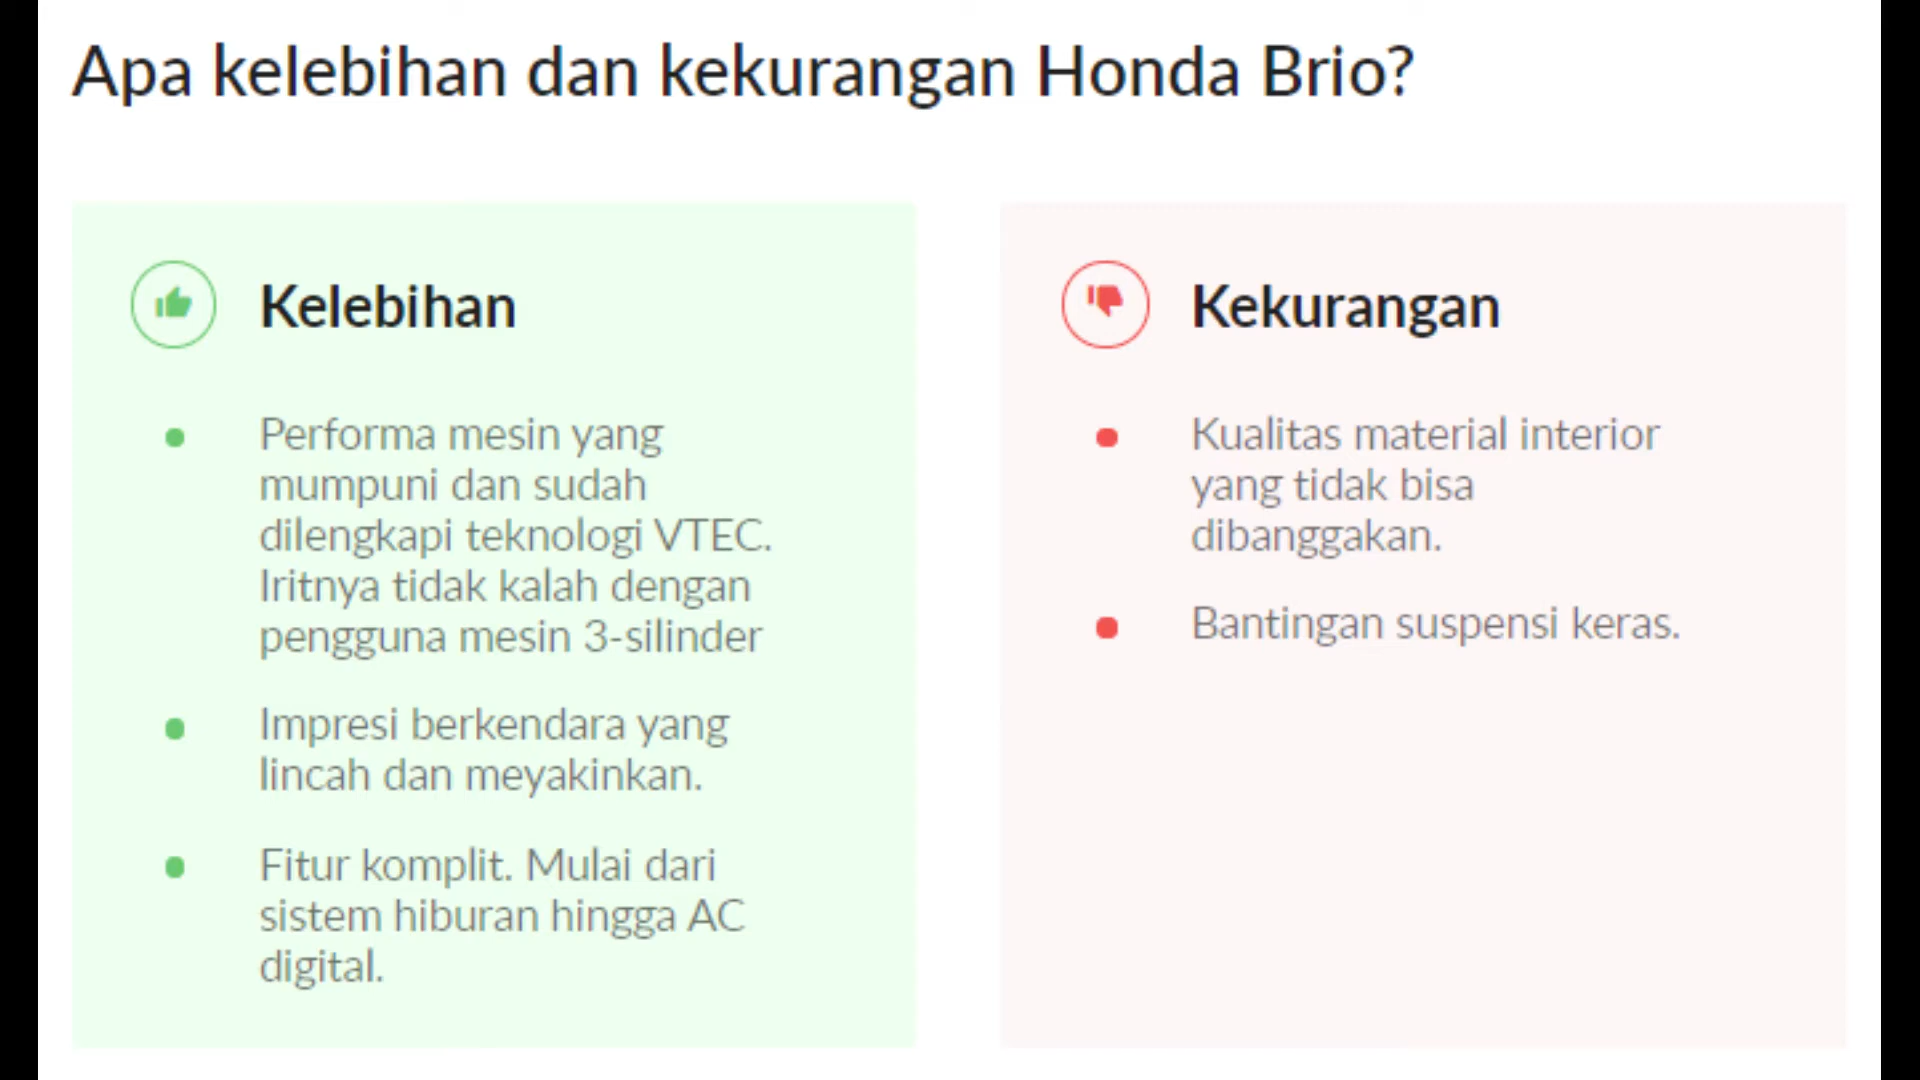 Apa kelebihan dan kekurangan Honda Brio?
Kelebihan
Performa mesin yang
mumpuni dan sudah
dilengkapi teknologi VTEC.
Iritnya tidak kalah dengan
pengguna mesin 3-silinder
Impresi berkendara yang
lincah dan meyakinkan.
Fitur komplit. Mulai dari
sistem hiburan hingga AC
digital.
Kekurangan
Kualitas material interior
yang tidak bisa
dibanggakan.
Bantingan suspensi keras.